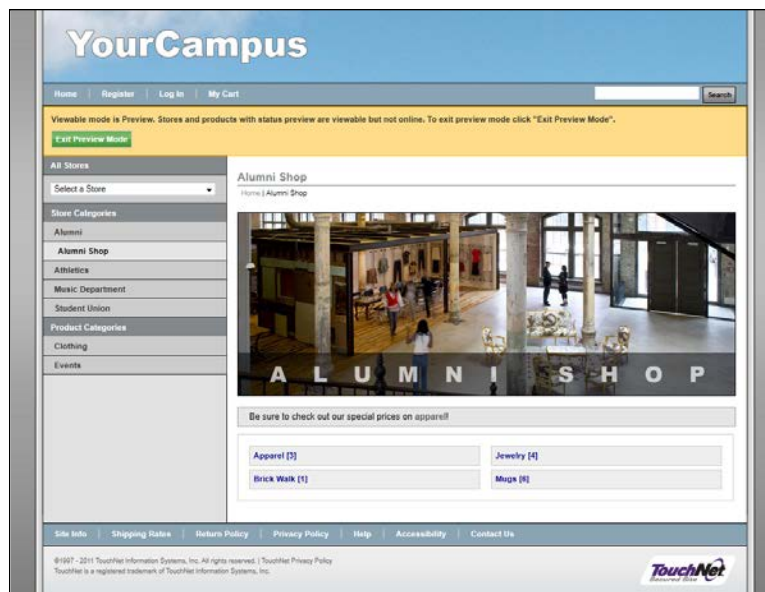 YourCampus
Home | Register | Log In | My Cart
Search
Viewable mode is Preview. Stores and products with status preview are viewable but not online. To exit preview mode click "Exit Preview Mode".
Exit Preview Mode
All Stores
Select a Store
Store Categories
Alumni
Alumni Shop
Athletics
Music Department
Student Union
Product Categories
Clothing
Events
Alumni Shop
Home | Alumni Shop
ALUMNI SHOP
Be sure to check out our special prices on apparel!
Apparel [3]
Jewelry [4]
Brick Walk [1]
Mugs [6]
Site Info | Shipping Rates | Return Policy | Privacy Policy | Help | Accessibility | Contact Us
©1997 - 2011 TouchNet Information Systems, Inc. All rights reserved. | TouchNet Privacy Policy
TouchNet is a registered trademark of TouchNet Information Systems, Inc.
TouchNet
Secured Site